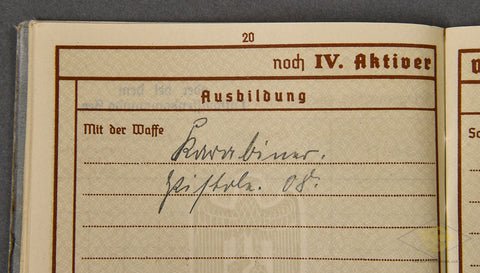 20
noch IV. Aktiver
Ausbildung
Mit der Waffe
Karabiner.
Pistole. 08.